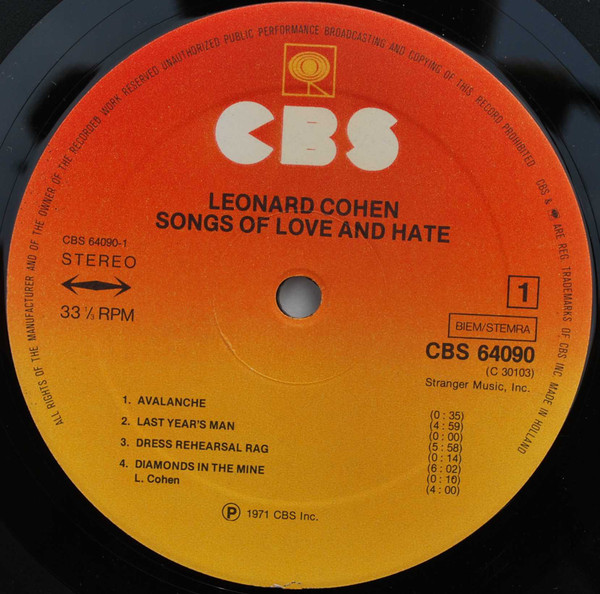 ALL RIGHTS OF THE MANUFACTURER AND OF THE OWNER OF THE RECORDED WORK RESERVED UNAUTHORIZED PUBLIC PERFORMANCE BROADCASTING AND COPYING OF THIS RECORD PROHIBITED
CBS & ARE REG. TRADEMARKS OF CBS INC. MADE IN HOLLAND
CBS
LEONARD COHEN
SONGS OF LOVE AND HATE
CBS 64090-1
STEREO
33 ⅓ RPM
1
BIEM/STEMRA
CBS 64090
(C 30103)
Stranger Music, Inc.
1. AVALANCHE
2. LAST YEAR'S MAN
3. DRESS REHEARSAL RAG
4. DIAMONDS IN THE MINE
L. Cohen
(0 : 35)
(4 : 59)
(0 : 00)
(5 : 58)
(0 : 14)
(6 : 02)
(0 : 10)
(4 : 00)
Ⓟ 1971 CBS Inc.